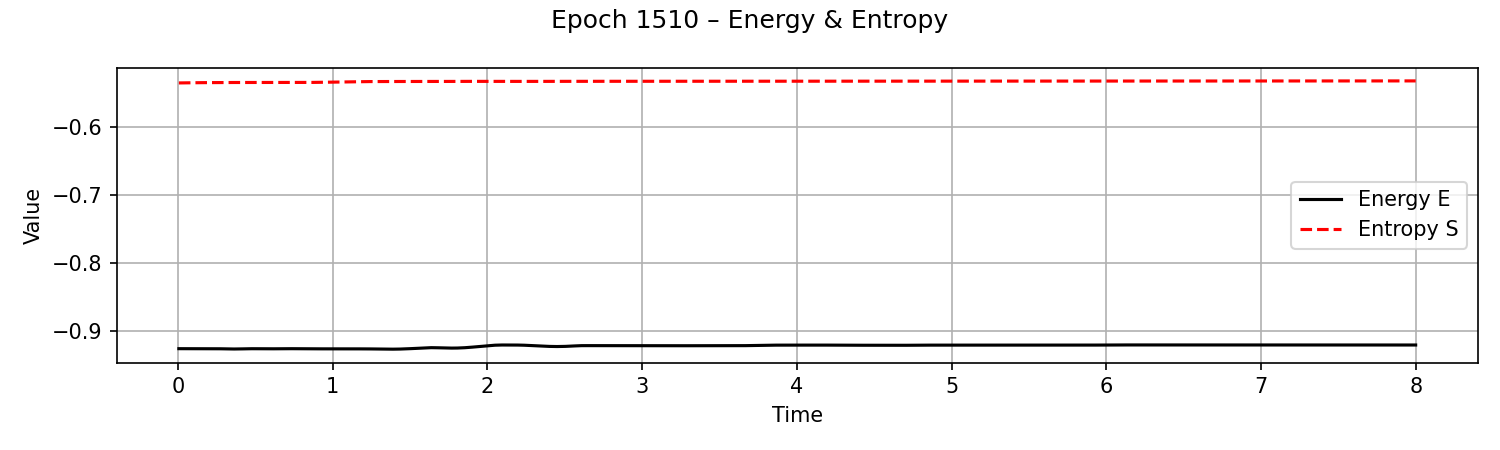 Epoch 1510 – Energy & Entropy
Value
−0.6
−0.7
−0.8
−0.9
Energy E
Entropy S
0 1 2 3 4 5 6 7 8
Time